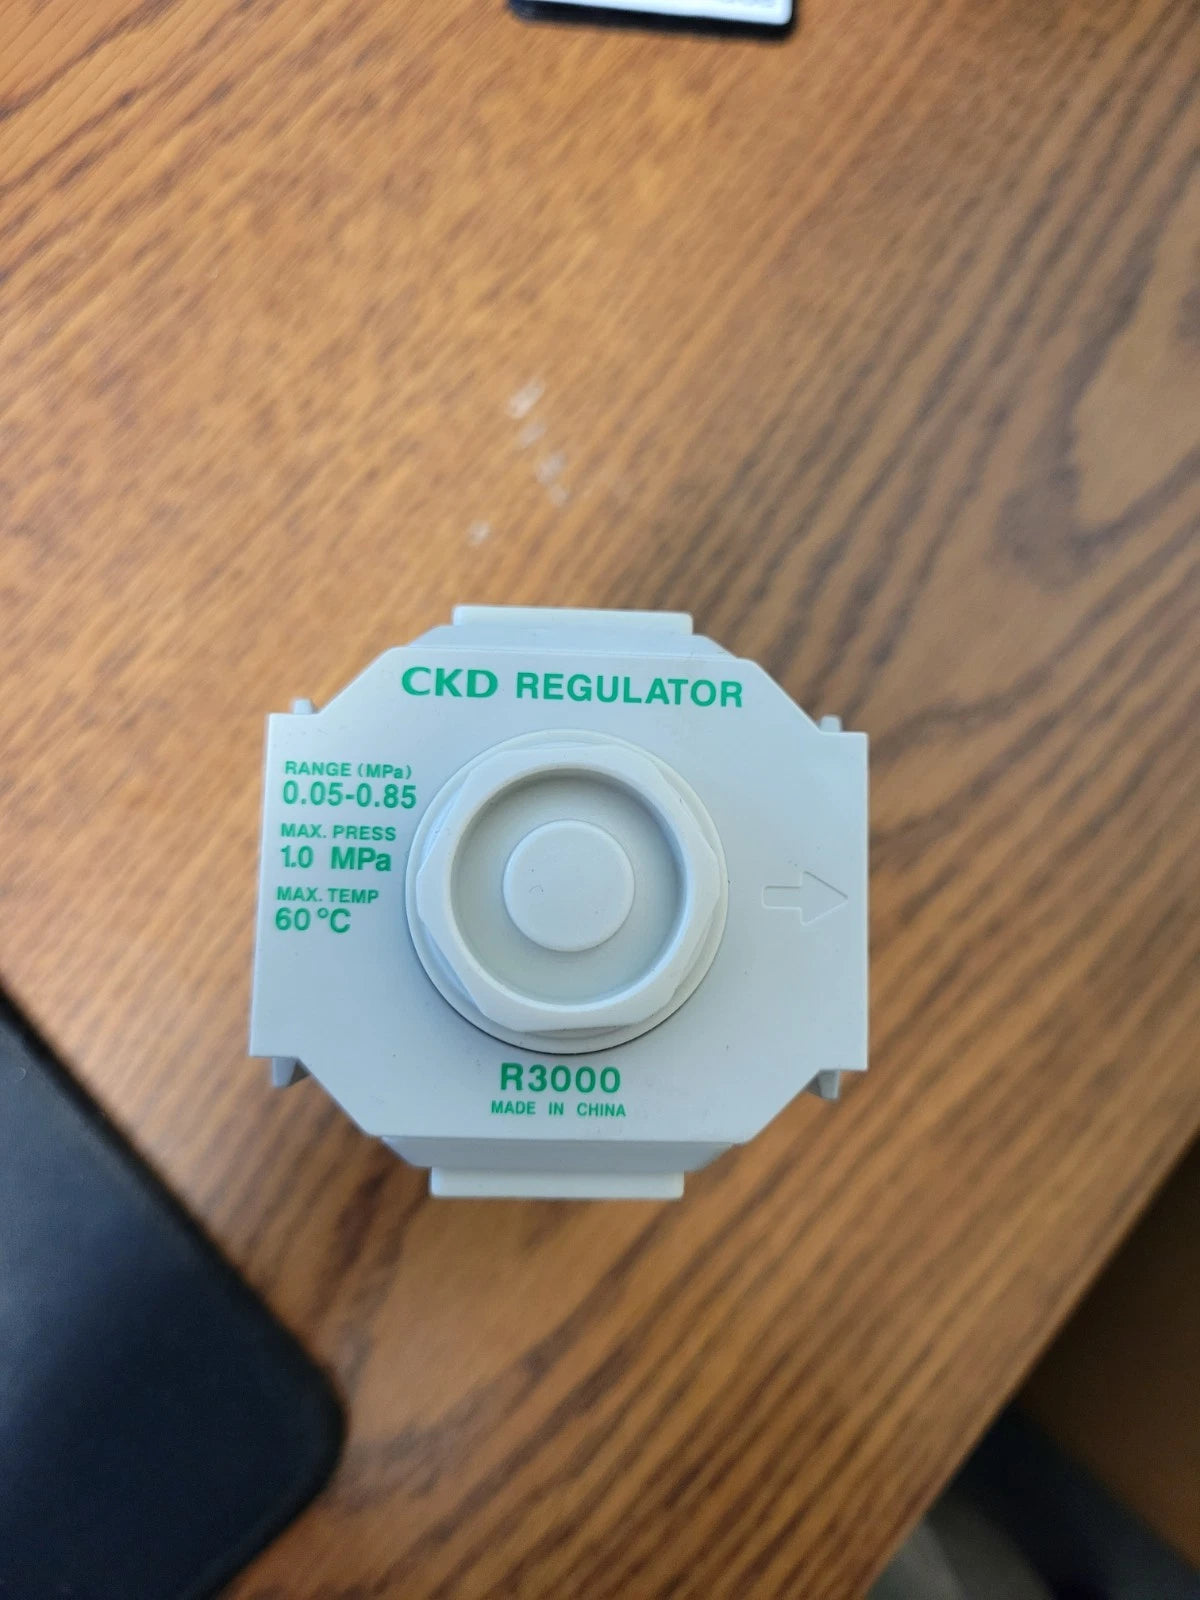 CKD REGULATOR
RANGE (MPa)
0.05-0.85
MAX. PRESS
1.0 MPa
MAX. TEMP
60°C
R3000
MADE IN CHINA